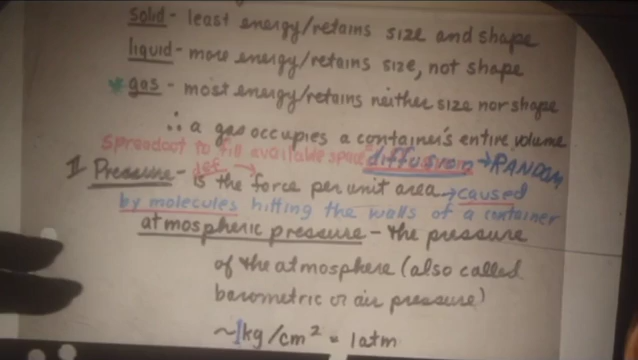 solid - least energy/retains size and shape
liquid - more energy/retains size, not shape
*gas - most energy/retains neither size nor shape
∴ a gas occupies a container's entire volume
spreadout to fill available space diffusion → RANDOM
def →
I Pressure - is the force per unit area → caused
by molecules hitting the walls of a container
atmospheric pressure - the pressure
of the atmosphere (also called
barometric or air pressure)
~1kg/cm² = 1atm